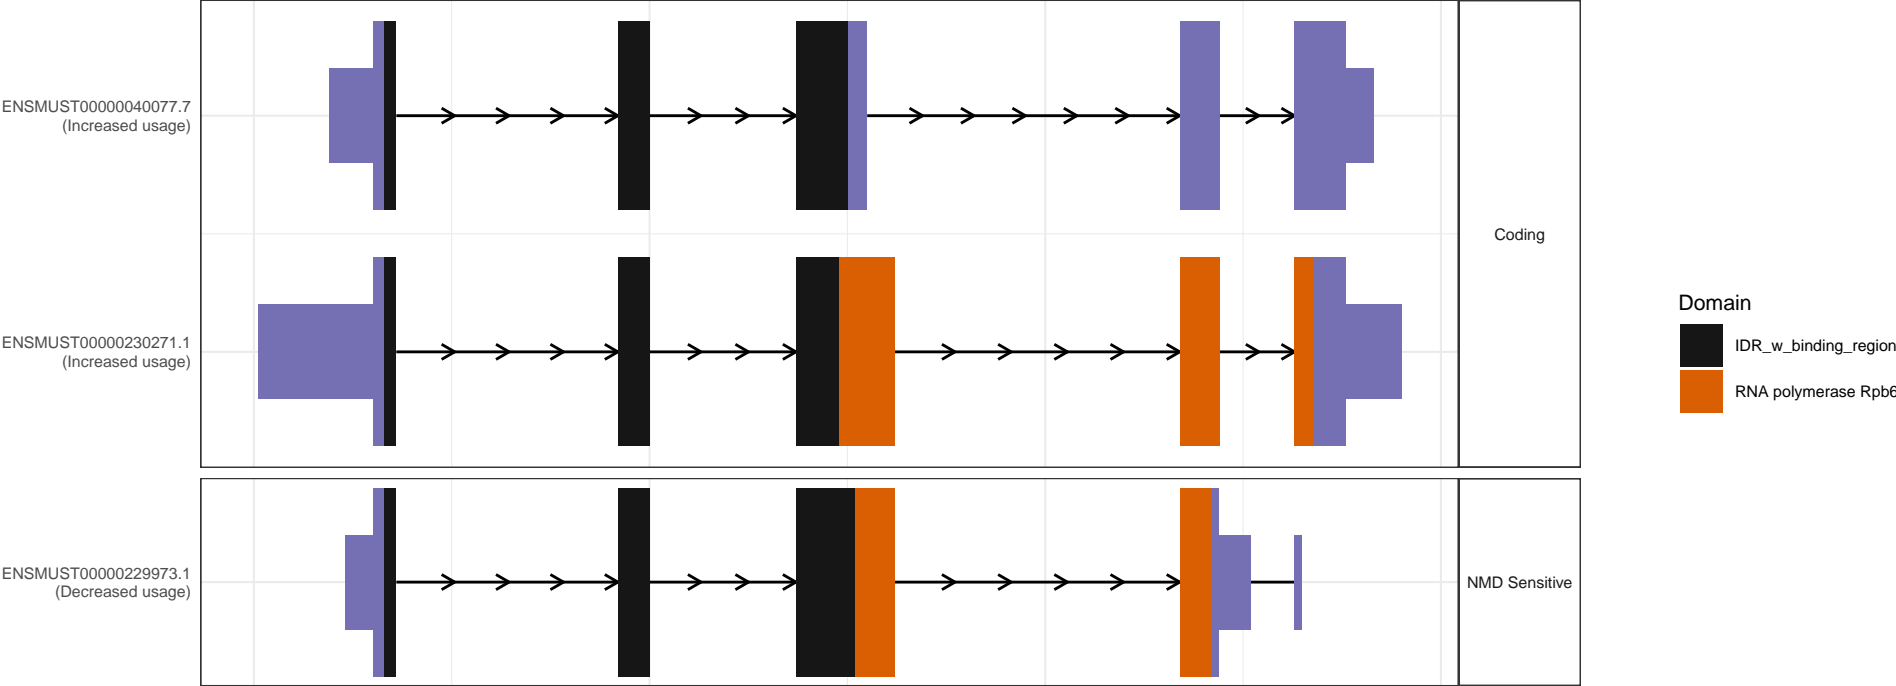 ENSMUST00000040077.7
(Increased usage)
Coding
ENSMUST00000230271.1
(Increased usage)
Domain
IDR_w_binding_region
RNA polymerase Rpb6
ENSMUST00000229973.1
(Decreased usage)
NMD Sensitive